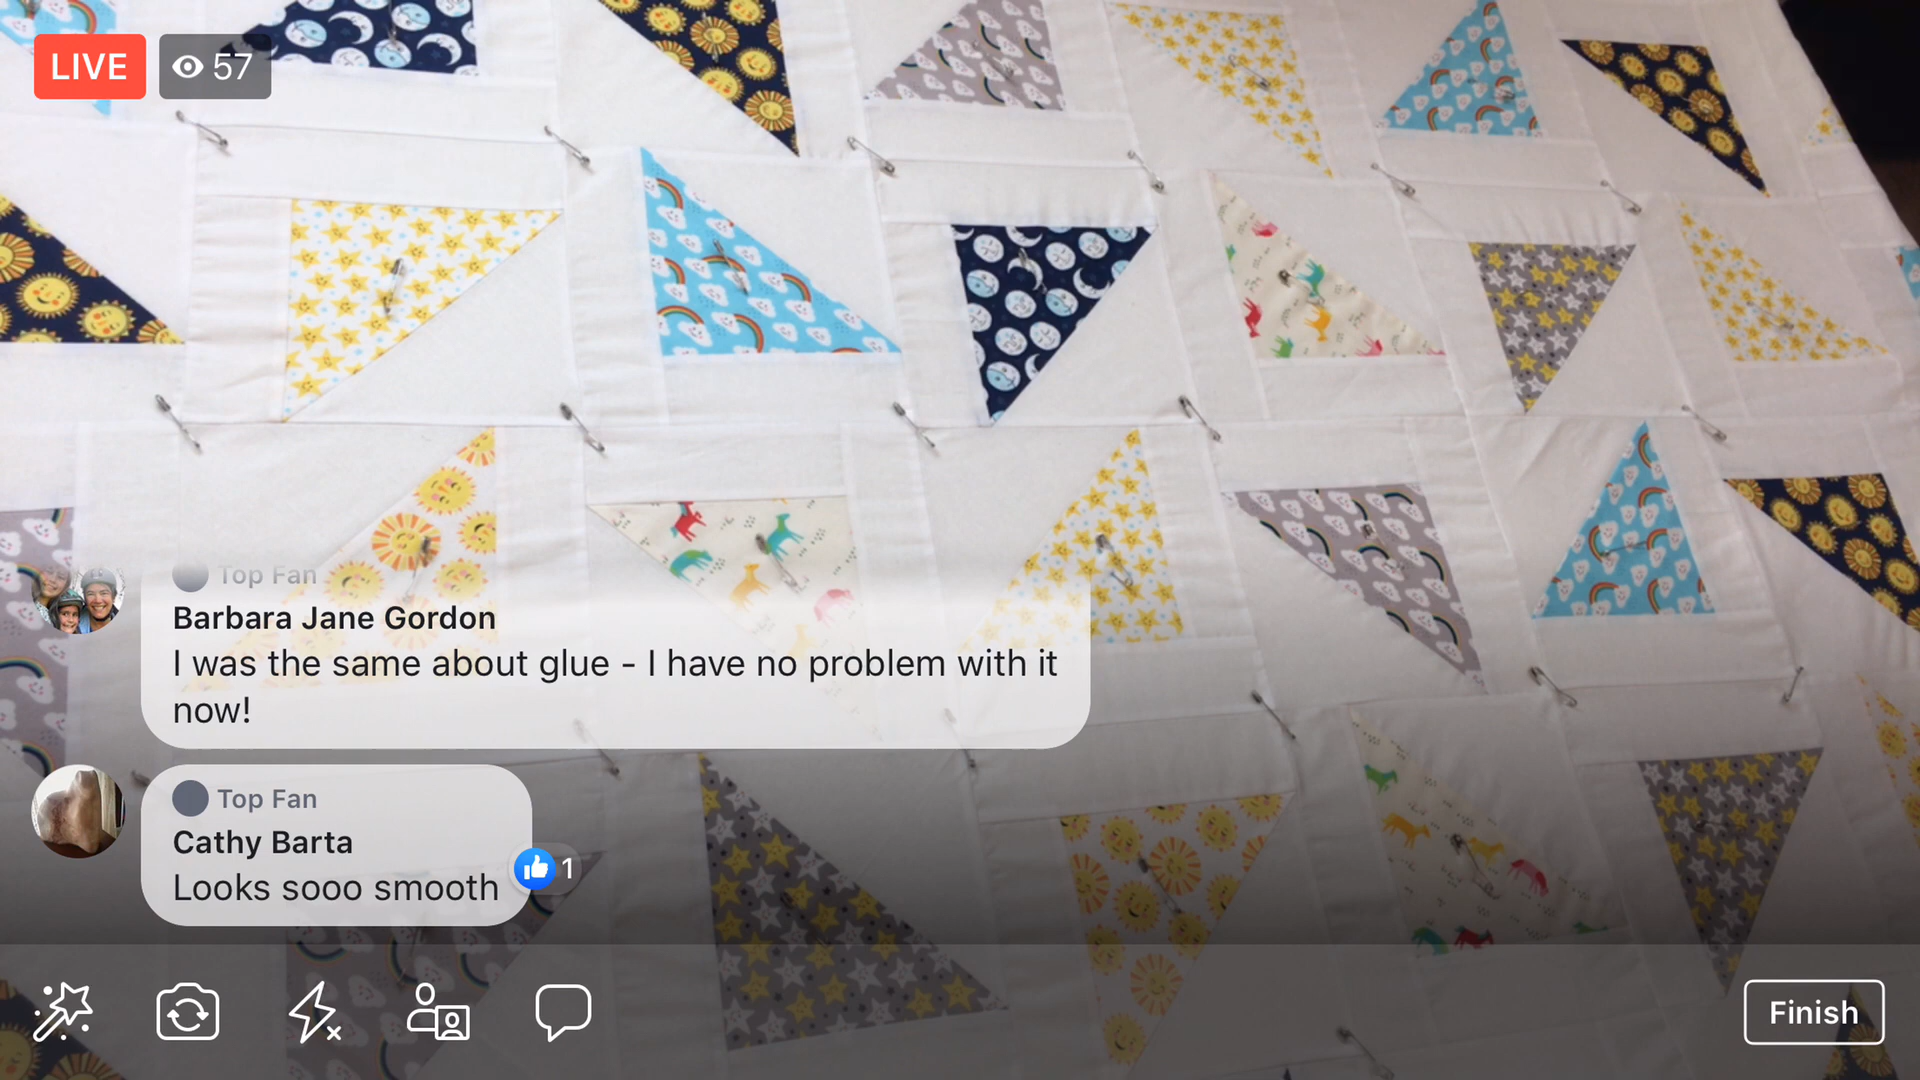 LIVE
57
Top Fan
Barbara Jane Gordon
I was the same about glue - I have no problem with it
now!
Top Fan
Cathy Barta
Looks sooo smooth
1
Finish